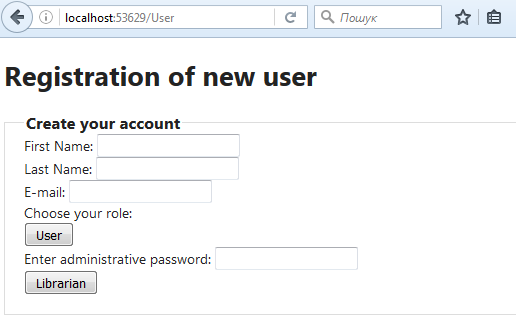 localhost:53629/User
Пошук
Registration of new user
Create your account
First Name:
Last Name:
E-mail:
Choose your role:
User
Enter administrative password:
Librarian